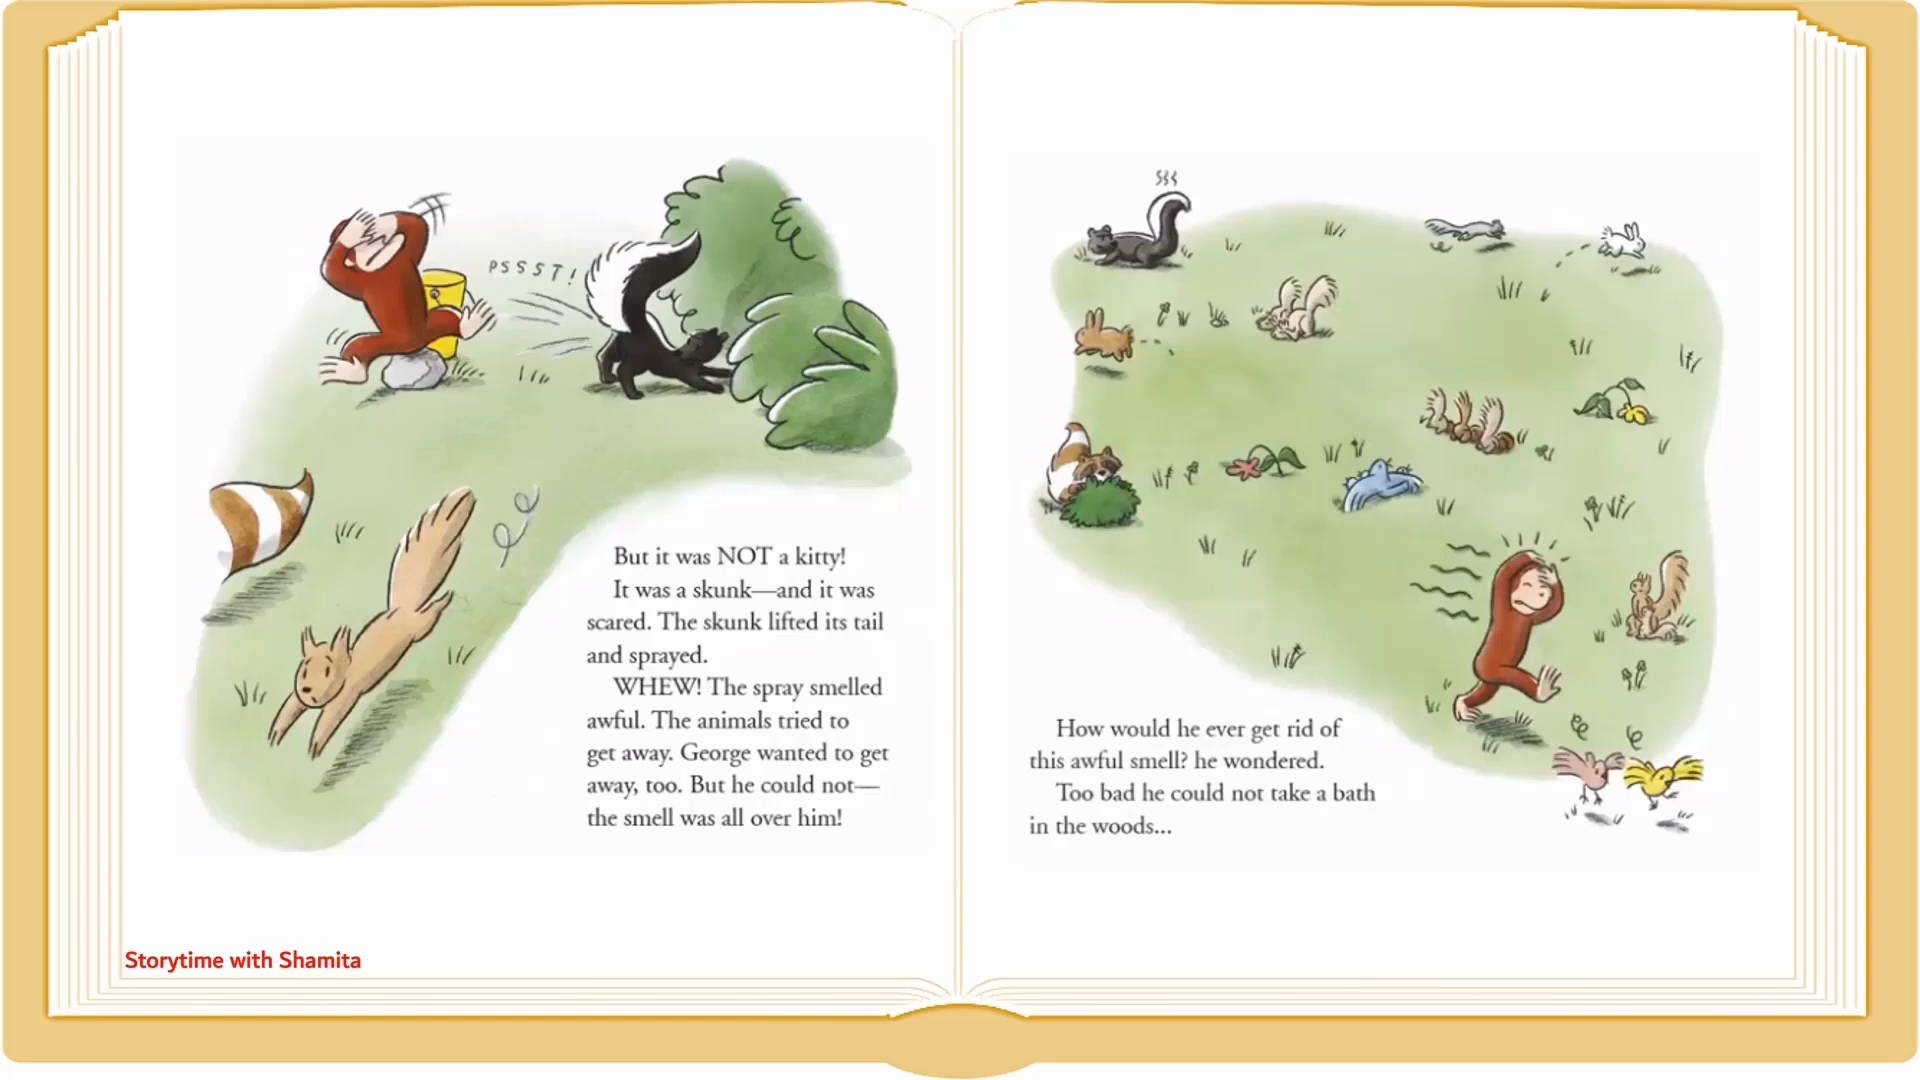 PSSST!
But it was NOT a kitty!
It was a skunk—and it was
scared. The skunk lifted its tail
and sprayed.
WHEW! The spray smelled
awful. The animals tried to
get away. George wanted to get
away, too. But he could not—
the smell was all over him!
Storytime with Shamita
How would he ever get rid of
this awful smell? he wondered.
Too bad he could not take a bath
in the woods...